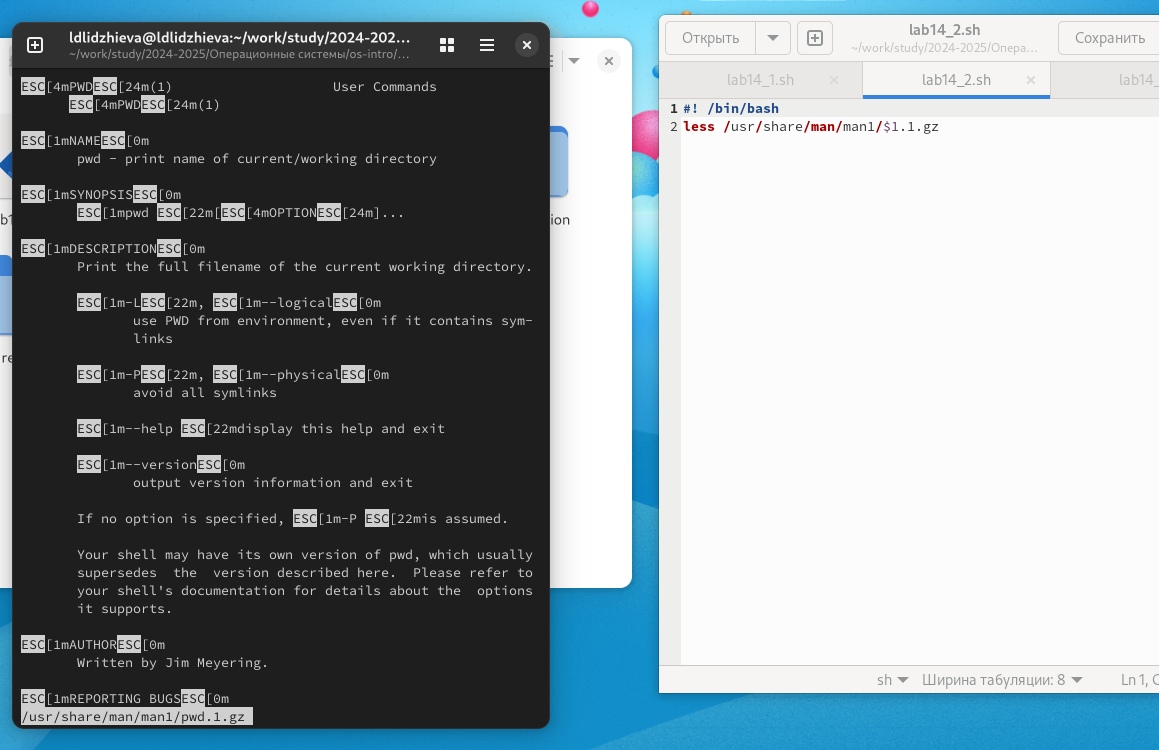 ldlidzhieva@ldlidzhieva:~/work/study/2024-202...
~/work/study/2024-2025/Операционные системы/os-intro/...
ESC[4mPWDESC[24m(1) User Commands
ESC[4mPWDESC[24m(1)
ESC[1mNAMEESC[0m
pwd - print name of current/working directory
ESC[1mSYNOPSISESC[0m
ESC[1mpwd ESC[22m[ESC[4mOPTIONESC[24m]...
ESC[1mDESCRIPTIONESC[0m
Print the full filename of the current working directory.
ESC[1m-LESC[22m, ESC[1m--logicalESC[0m
use PWD from environment, even if it contains sym-
links
ESC[1m-PESC[22m, ESC[1m--physicalESC[0m
avoid all symlinks
ESC[1m--help ESC[22mdisplay this help and exit
ESC[1m--versionESC[0m
output version information and exit
If no option is specified, ESC[1m-P ESC[22mis assumed.
Your shell may have its own version of pwd, which usually
supersedes the version described here. Please refer to
your shell's documentation for details about the options
it supports.
ESC[1mAUTHORESC[0m
Written by Jim Meyering.
ESC[1mREPORTING BUGSESC[0m
/usr/share/man/man1/pwd.1.gz
Открыть
lab14_2.sh
~/work/study/2024-2025/Опера...
Сохранить
lab14_1.sh
lab14_2.sh
lab14_
1 #! /bin/bash
2 less /usr/share/man/man1/$1.1.gz
sh Ширина табуляции: 8 Ln 1,